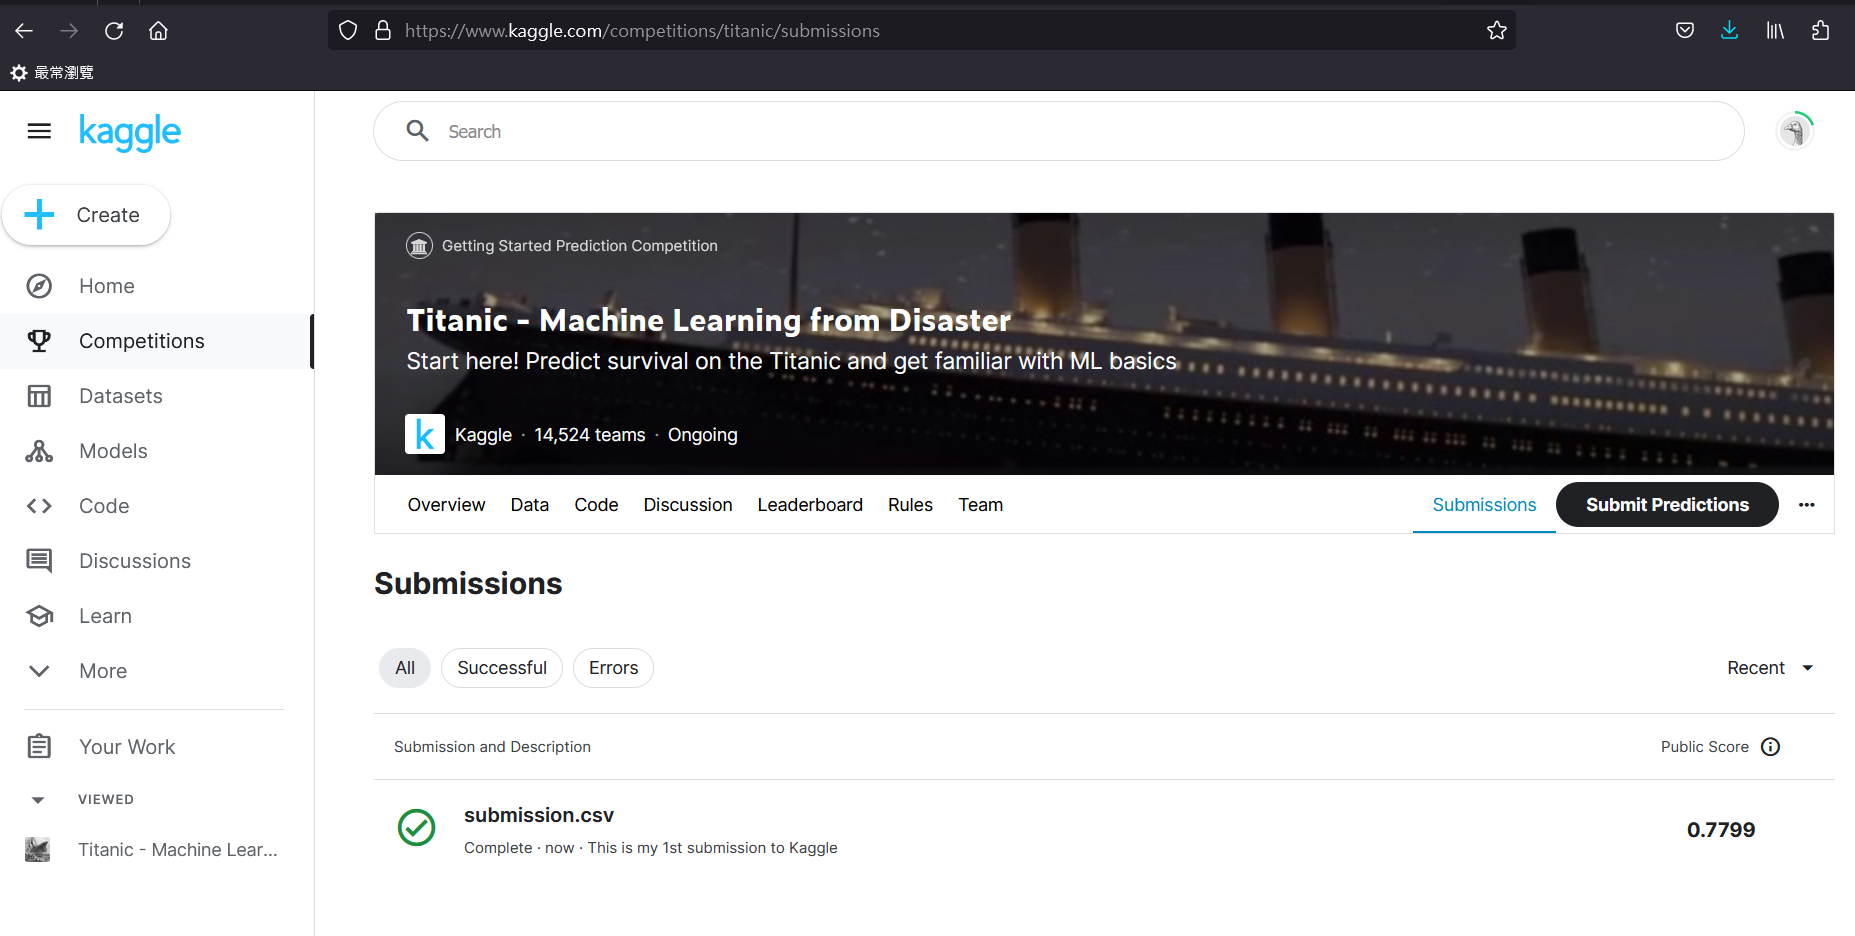 https://www.kaggle.com/competitions/titanic/submissions
最常瀏覽
kaggle
Search
Create
Home
Competitions
Datasets
Models
Code
Discussions
Learn
More
Your Work
VIEWED
Titanic - Machine Lear...
Getting Started Prediction Competition
Titanic - Machine Learning from Disaster
Start here! Predict survival on the Titanic and get familiar with ML basics
k
Kaggle · 14,524 teams · Ongoing
Overview Data Code Discussion Leaderboard Rules Team Submissions Submit Predictions ...
Submissions
All Successful Errors Recent
Submission and Description Public Score
submission.csv
0.7799
Complete · now · This is my 1st submission to Kaggle